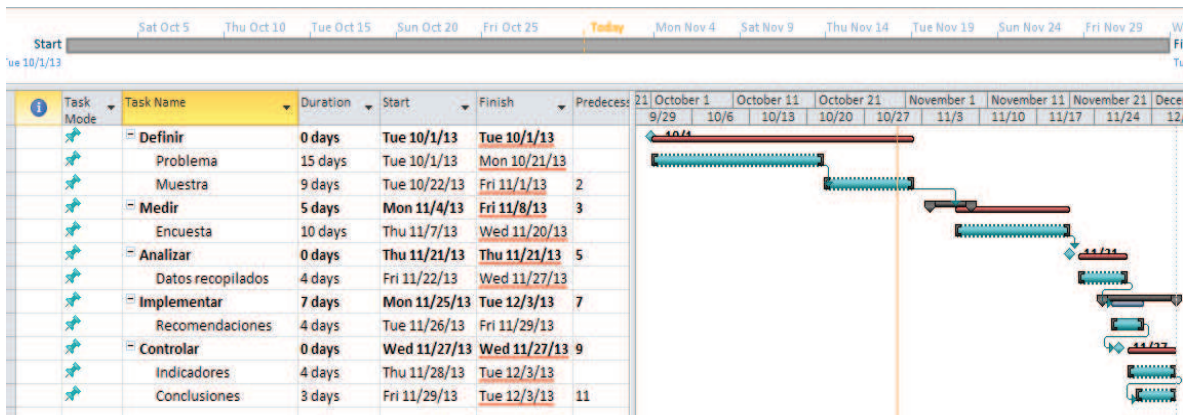 Sat Oct 5 Thu Oct 10 Tue Oct 15 Sun Oct 20 Fri Oct 25 Today Mon Nov 4 Sat Nov 9 Thu Nov 14 Tue Nov 19 Sun Nov 24 Fri Nov 29 W
Start Fi
ue 10/1/13 Tu
Task Mode Task Name Duration Start Finish Predecess 21 October 1 October 11 October 21 November 1 November 11 November 21 Dece
9/29 10/6 10/13 10/20 10/27 11/3 11/10 11/17 11/24 12/
Definir 0 days Tue 10/1/13 Tue 10/1/13 10/1
Problema 15 days Tue 10/1/13 Mon 10/21/13
Muestra 9 days Tue 10/22/13 Fri 11/1/13 2
Medir 5 days Mon 11/4/13 Fri 11/8/13 3
Encuesta 10 days Thu 11/7/13 Wed 11/20/13
Analizar 0 days Thu 11/21/13 Thu 11/21/13 5 11/21
Datos recopilados 4 days Fri 11/22/13 Wed 11/27/13
Implementar 7 days Mon 11/25/13 Tue 12/3/13 7
Recomendaciones 4 days Tue 11/26/13 Fri 11/29/13
Controlar 0 days Wed 11/27/13 Wed 11/27/13 9 11/27
Indicadores 4 days Thu 11/28/13 Tue 12/3/13
Conclusiones 3 days Fri 11/29/13 Tue 12/3/13 11